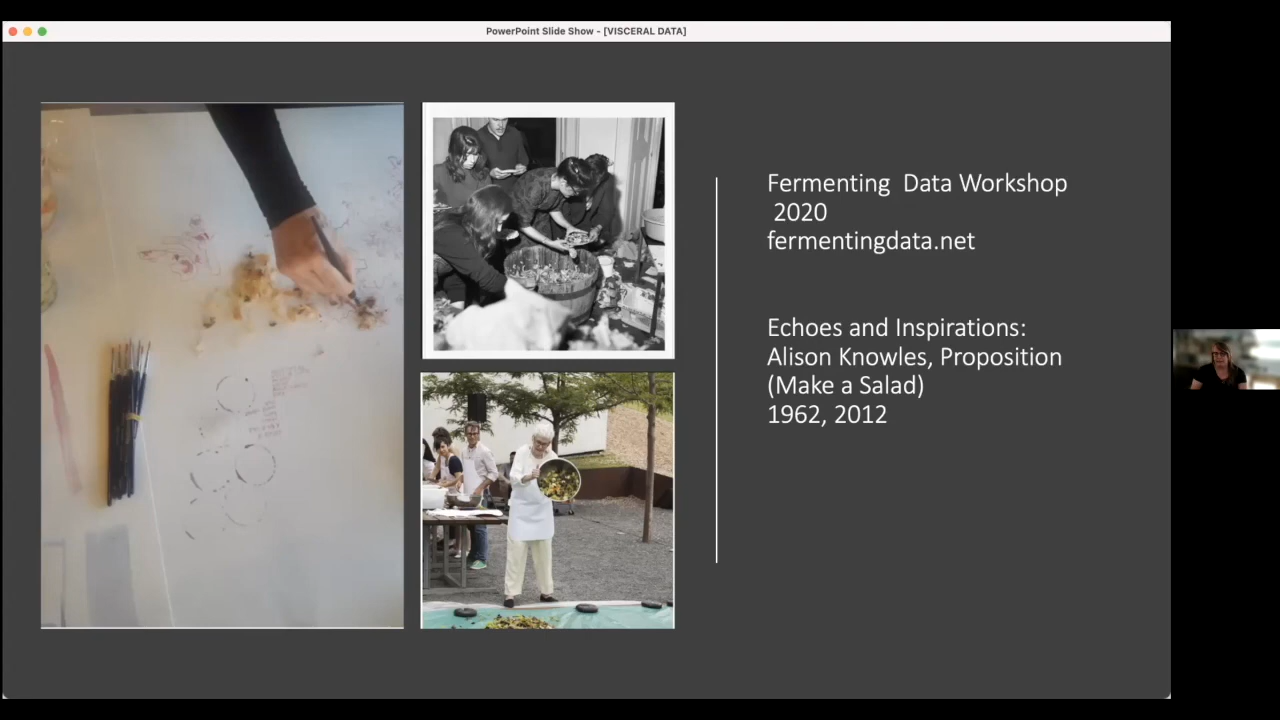 PowerPoint Slide Show - [VISCERAL DATA]
Fermenting Data Workshop
2020
fermentingdata.net
Echoes and Inspirations:
Alison Knowles, Proposition
(Make a Salad)
1962, 2012